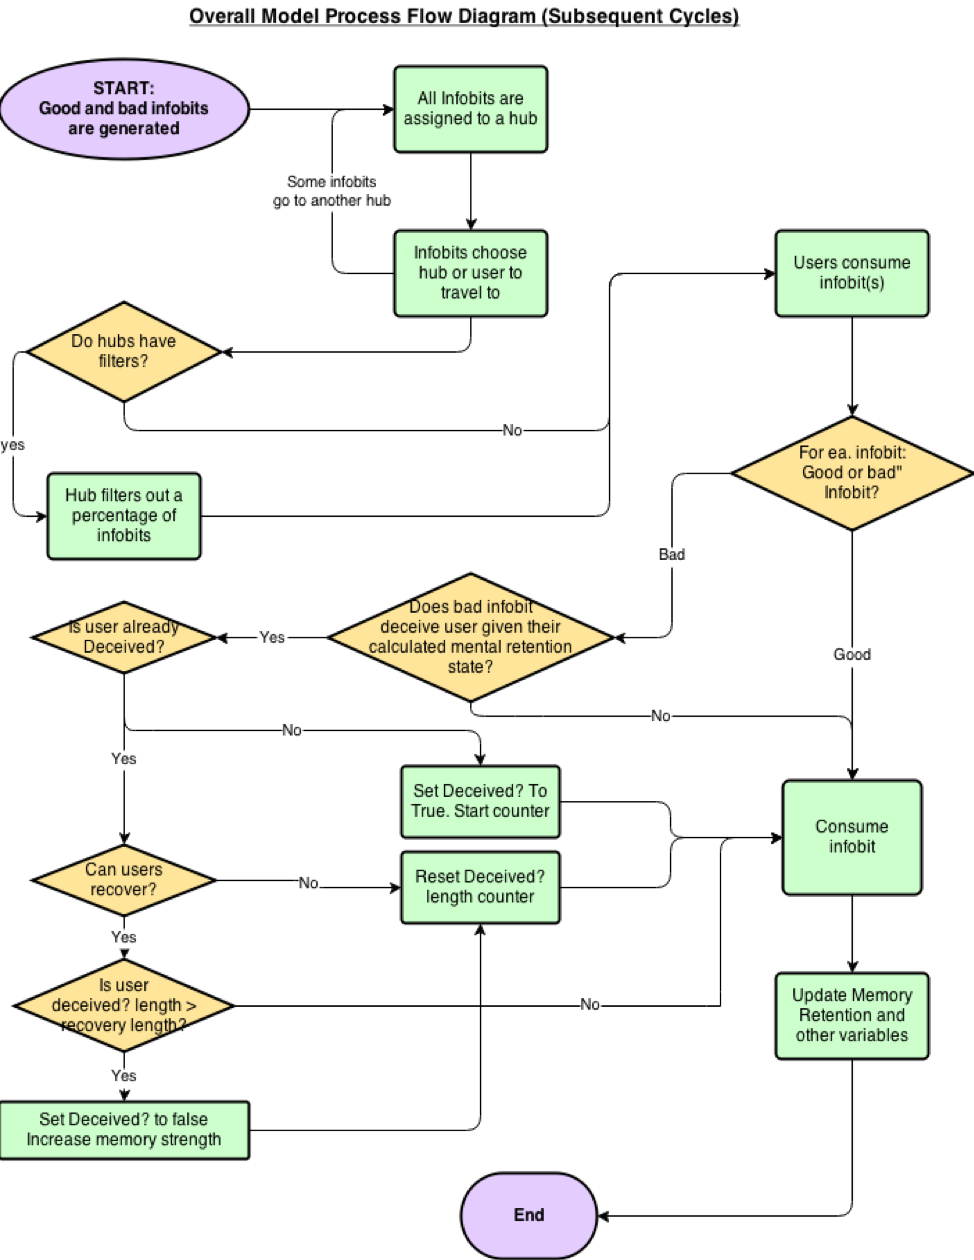 Overall Model Process Flow Diagram (Subsequent Cycles)
START:
Good and bad infobits
are generated
All Infobits are
assigned to a hub
Some infobits
go to another hub
Infobits choose
hub or user to
travel to
Users consume
infobit(s)
Do hubs have
filters?
No
yes
For ea. infobit:
Good or bad"
Infobit?
Hub filters out a
percentage of
infobits
Bad
Does bad infobit
deceive user given their
calculated mental retention
state?
Yes
Is user already
Deceived?
Good
No
No
Yes
Set Deceived? To
True. Start counter
Consume
infobit
Can users
recover?
No
Reset Deceived?
length counter
Yes
Is user
deceived? length >
recovery length?
No
Update Memory
Retention and
other variables
Yes
Set Deceived? to false
Increase memory strength
End